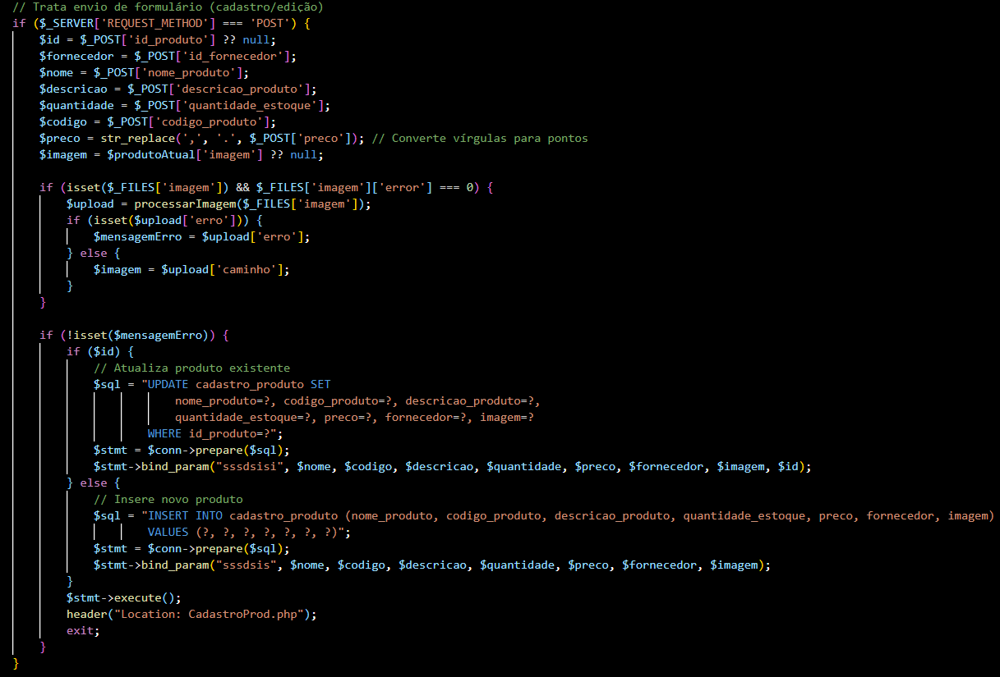 // Trata envio de formulário (cadastro/edição)
if ($_SERVER['REQUEST_METHOD'] === 'POST') {
    $id = $_POST['id_produto'] ?? null;
    $fornecedor = $_POST['id_fornecedor'];
    $nome = $_POST['nome_produto'];
    $descricao = $_POST['descricao_produto'];
    $quantidade = $_POST['quantidade_estoque'];
    $codigo = $_POST['codigo_produto'];
    $preco = str_replace(',', '.', $_POST['preco']); // Converte vírgulas para pontos
    $imagem = $produtoAtual['imagem'] ?? null;

    if (isset($_FILES['imagem']) && $_FILES['imagem']['error'] === 0) {
        $upload = processarImagem($_FILES['imagem']);
        if (isset($upload['erro'])) {
            $mensagemErro = $upload['erro'];
        } else {
            $imagem = $upload['caminho'];
        }
    }

    if (!isset($mensagemErro)) {
        if ($id) {
            // Atualiza produto existente
            $sql = "UPDATE cadastro_produto SET
                        nome_produto=?, codigo_produto=?, descricao_produto=?,
                        quantidade_estoque=?, preco=?, fornecedor=?, imagem=?
                    WHERE id_produto=?";
            $stmt = $conn->prepare($sql);
            $stmt->bind_param("sssdsisi", $nome, $codigo, $descricao, $quantidade, $preco, $fornecedor, $imagem, $id);
        } else {
            // Insere novo produto
            $sql = "INSERT INTO cadastro_produto (nome_produto, codigo_produto, descricao_produto, quantidade_estoque, preco, fornecedor, imagem)
                    VALUES (?, ?, ?, ?, ?, ?, ?)";
            $stmt = $conn->prepare($sql);
            $stmt->bind_param("sssdsis", $nome, $codigo, $descricao, $quantidade, $preco, $fornecedor, $imagem);
        }
        $stmt->execute();
        header("Location: CadastroProd.php");
        exit;
    }
}